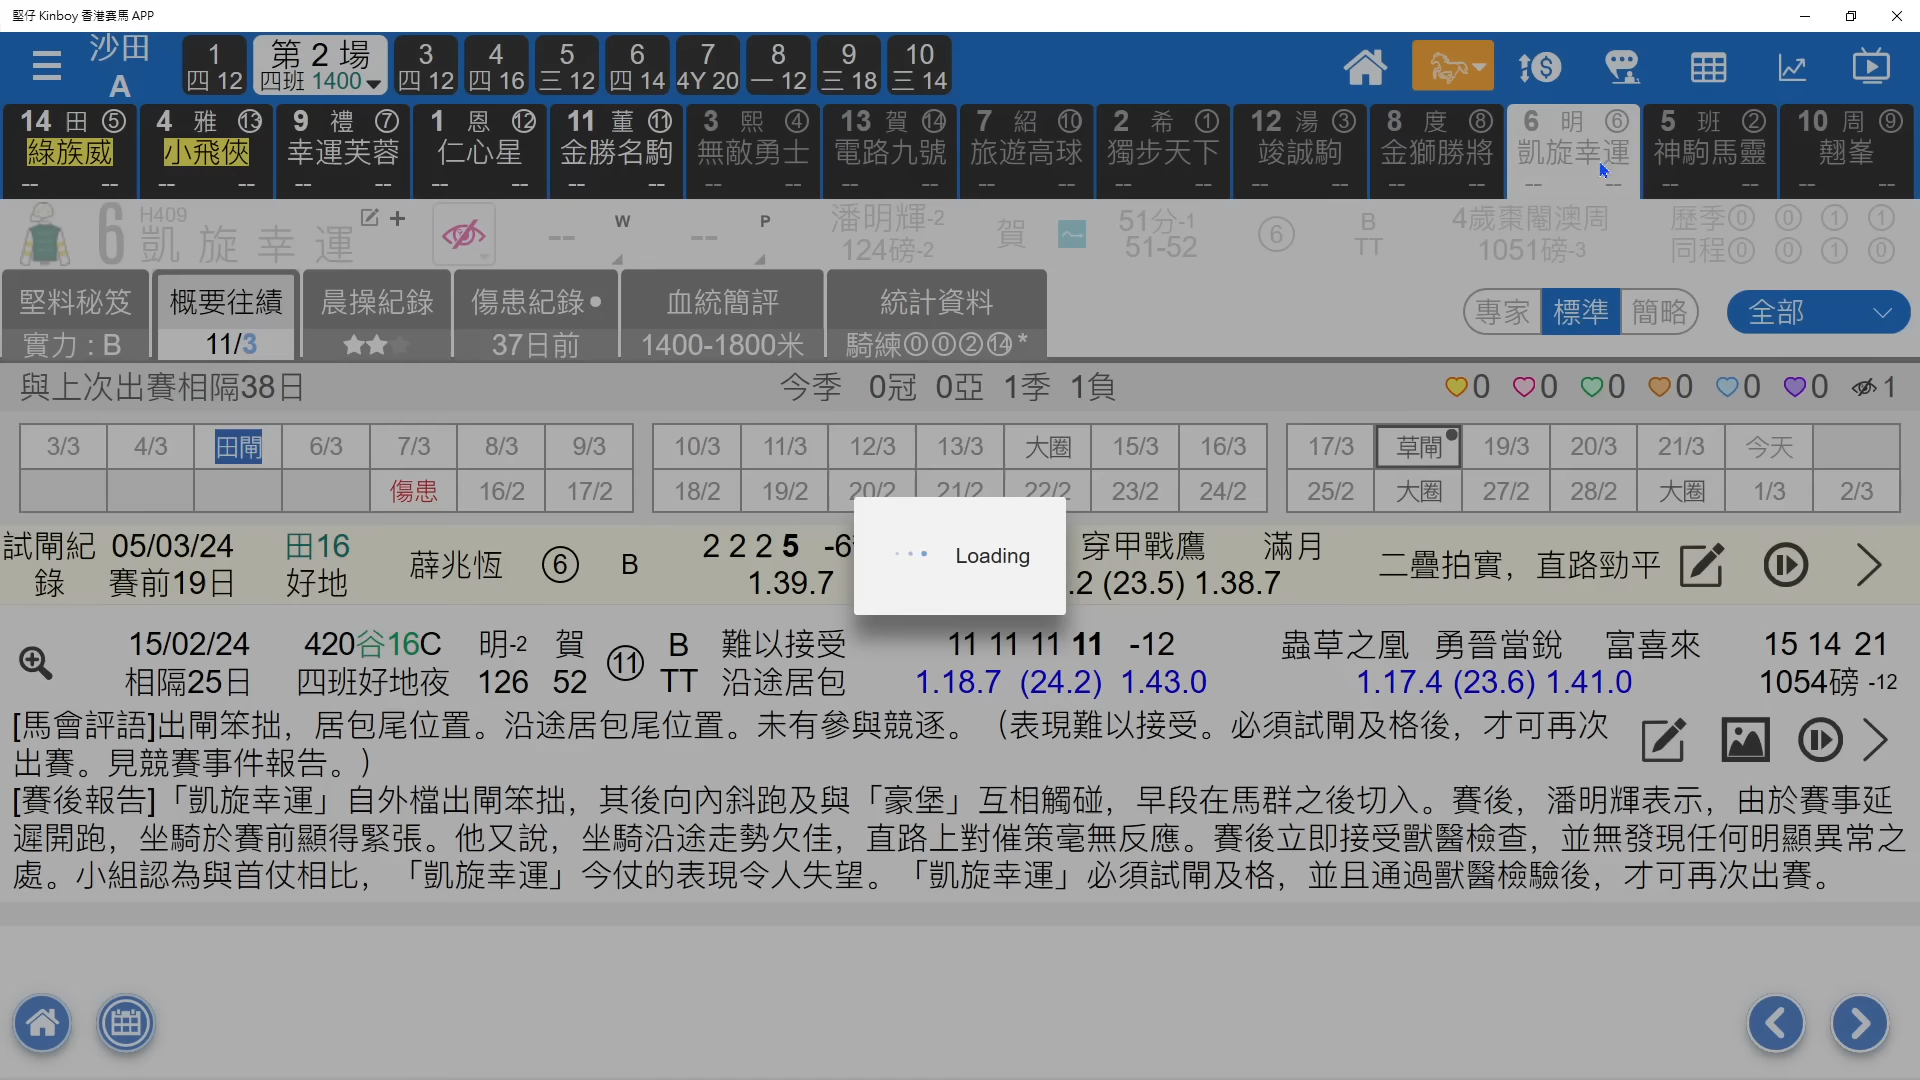 堅仔 Kinboy 香港賽馬 APP
沙田
A
1
四 12
第 2 場
四班 1400
3
四 12
4
四 16
5
三 12
6
四 14
7
4Y 20
8
一 12
9
三 18
10
三 14
14 田 ⑤
綠族威
-- --
4 雅 ⑬
小飛俠
-- --
9 禮 ⑦
幸運芙蓉
-- --
1 恩 ⑫
仁心星
-- --
11 董 ⑪
金勝名駒
-- --
3 熙 ④
無敵勇士
-- --
13 賀 ⑭
電路九號
-- --
7 紹 ⑩
旅遊高球
-- --
2 希 ①
獨步天下
-- --
12 湯 ③
竣誠駒
-- --
8 度 ⑧
金獅勝將
-- --
6 明 ⑥
凱旋幸運
-- --
5 班 ②
神駒馬靈
-- --
10 周 ⑨
翹峯
-- --
6 H409
凱旋幸運
-- W -- P
潘明輝-2
124磅-2
賀
51分-1
51-52
⑥
B
TT
4歲棗閹澳周
1051磅-3
歷季⓪ ⓪ ① ①
同程⓪ ⓪ ① ⓪
堅料秘笈
實力 : B
概要往績
11/3
晨操紀錄
傷患紀錄●
37日前
血統簡評
1400-1800米
統計資料
騎練⓪⓪②⑭*
專家 標準 簡略
全部
與上次出賽相隔38日
今季 0冠 0亞 1季 1負
0 0 0 0 0 0 1
3/3 4/3 田閘 6/3 7/3 8/3 9/3 10/3 11/3 12/3 13/3 大圈 15/3 16/3 17/3 草閘 19/3 20/3 21/3 今天
傷患 16/2 17/2 18/2 19/2 20/2 21/2 22/2 23/2 24/2 25/2 大圈 27/2 28/2 大圈 1/3 2/3
試閘紀錄
05/03/24
賽前19日
田16
好地
薛兆恆 ⑥ B
2 2 2 5 -6
1.39.7
Loading
穿甲戰鷹 滿月
.2 (23.5) 1.38.7
二疊拍實，直路勁平
15/02/24 420谷16C 明-2 賀 ⑪ B 難以接受 11 11 11 11 -12 蟲草之凰 勇晉當銳 富喜來 15 14 21
相隔25日 四班好地夜 126 52 TT 沿途居包 1.18.7 (24.2) 1.43.0 1.17.4 (23.6) 1.41.0 1054磅 -12
[馬會評語]出閘笨拙，居包尾位置。沿途居包尾位置。未有參與競逐。（表現難以接受。必須試閘及格後，才可再次
出賽。見競賽事件報告。）
[賽後報告]「凱旋幸運」自外檔出閘笨拙，其後向內斜跑及與「豪堡」互相觸碰，早段在馬群之後切入。賽後，潘明輝表示，由於賽事延
遲開跑，坐騎於賽前顯得緊張。他又說，坐騎沿途走勢欠佳，直路上對催策毫無反應。賽後立即接受獸醫檢查，並無發現任何明顯異常之
處。小組認為與首仗相比，「凱旋幸運」今仗的表現令人失望。「凱旋幸運」必須試閘及格，並且通過獸醫檢驗後，才可再次出賽。